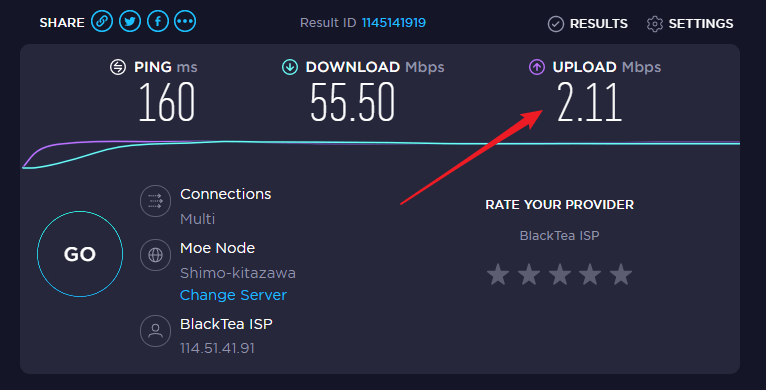 SHARE
Result ID 1145141919
RESULTS
SETTINGS
PING ms
160
DOWNLOAD Mbps
55.50
UPLOAD Mbps
2.11
GO
Connections
Multi
Moe Node
Shimo-kitazawa
Change Server
BlackTea ISP
114.51.41.91
RATE YOUR PROVIDER
BlackTea ISP